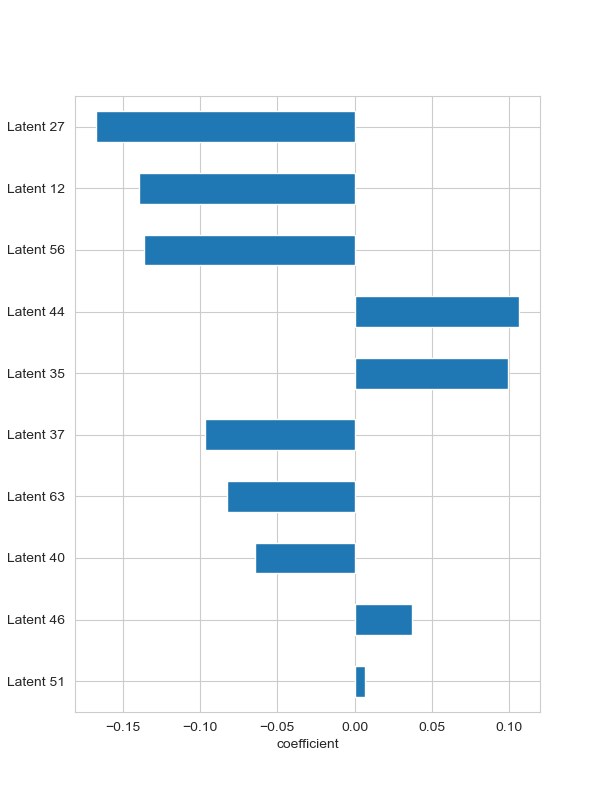 Latent 27
Latent 12
Latent 56
Latent 44
Latent 35
Latent 37
Latent 63
Latent 40
Latent 46
Latent 51
−0.15 −0.10 −0.05 0.00 0.05 0.10
coefficient